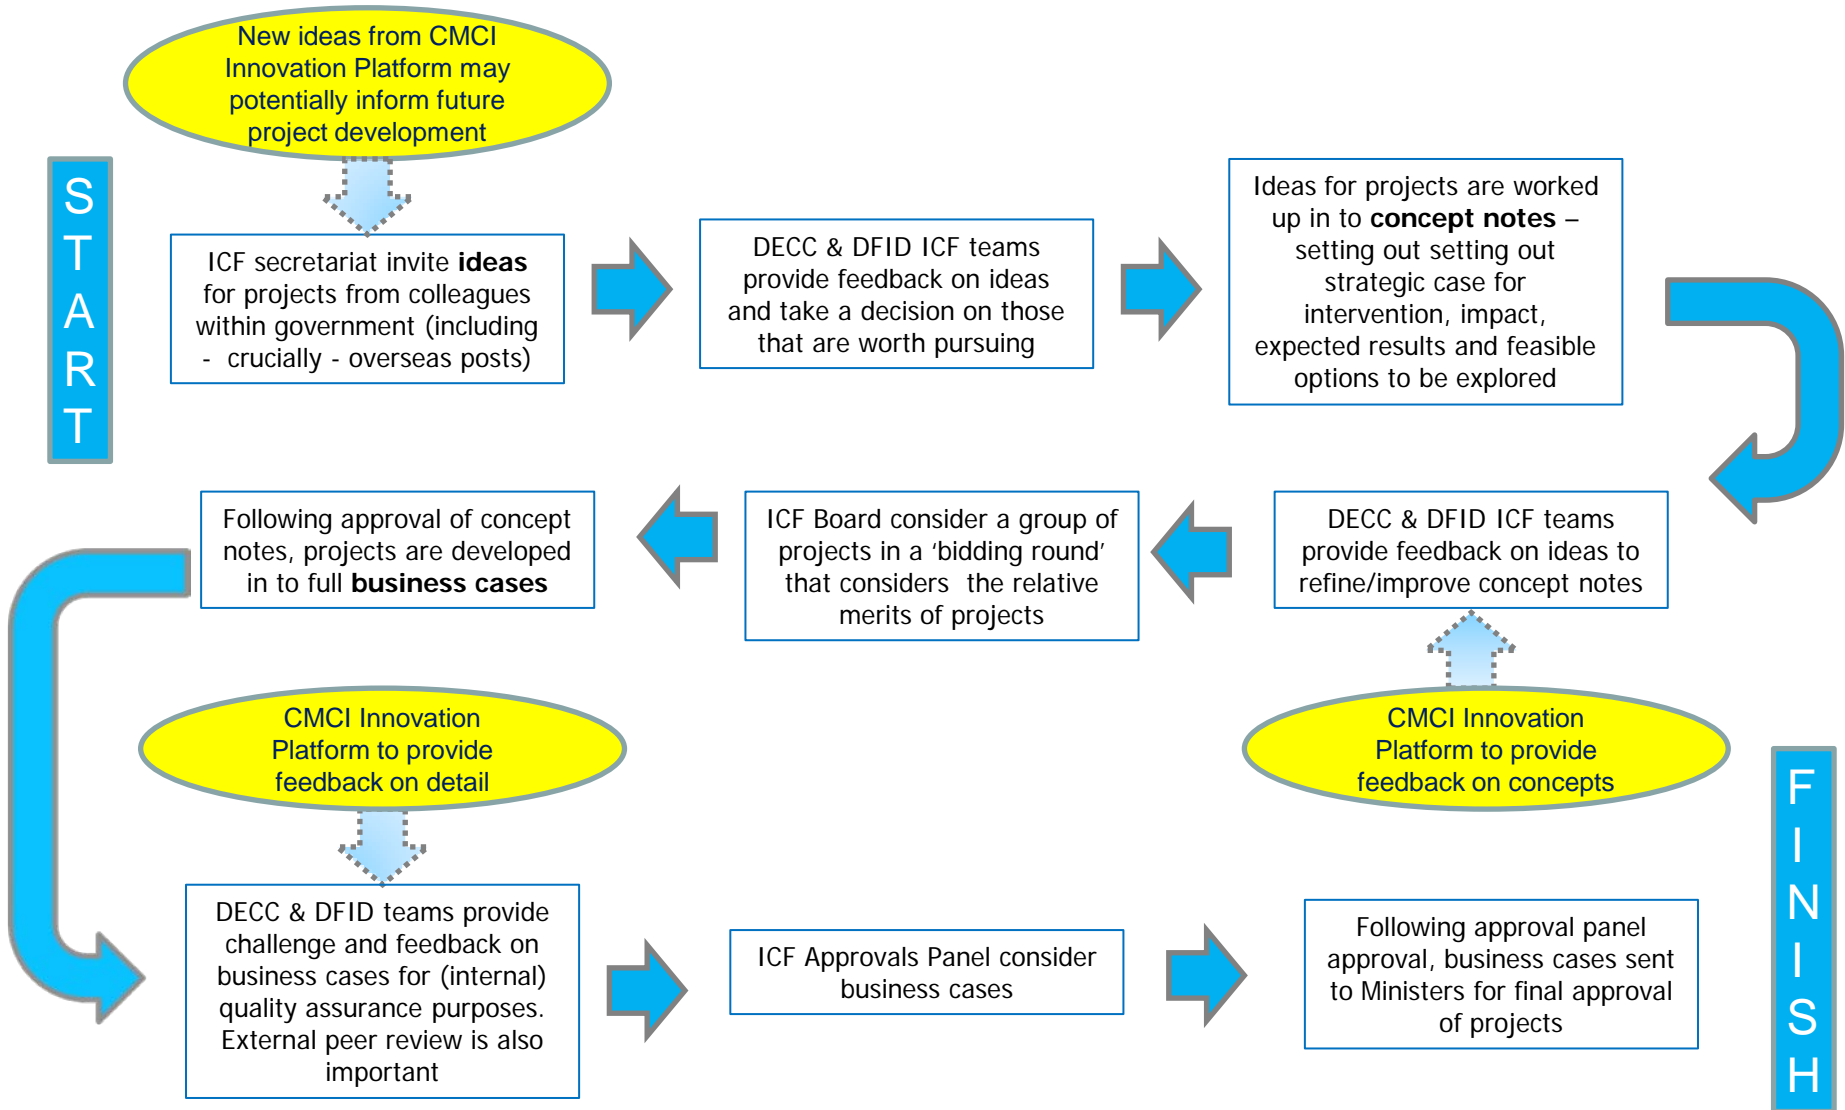 New ideas from CMCI
Innovation Platform may
potentially inform future
project development
START
ICF secretariat invite ideas
for projects from colleagues
within government (including
- crucially - overseas posts)
DECC & DFID ICF teams
provide feedback on ideas
and take a decision on those
that are worth pursuing
Ideas for projects are worked
up in to concept notes –
setting out setting out
strategic case for
intervention, impact,
expected results and feasible
options to be explored
DECC & DFID ICF teams
provide feedback on ideas to
refine/improve concept notes
CMCI Innovation
Platform to provide
feedback on concepts
ICF Board consider a group of
projects in a ‘bidding round’
that considers the relative
merits of projects
Following approval of concept
notes, projects are developed
in to full business cases
CMCI Innovation
Platform to provide
feedback on detail
DECC & DFID teams provide
challenge and feedback on
business cases for (internal)
quality assurance purposes.
External peer review is also
important
ICF Approvals Panel consider
business cases
Following approval panel
approval, business cases sent
to Ministers for final approval
of projects
FINISH